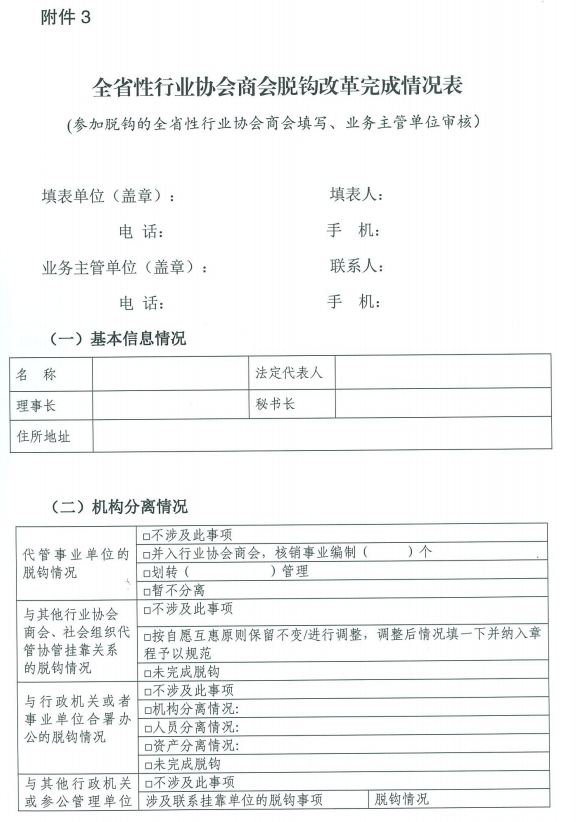 附件 3
全省性行业协会商会脱钩改革完成情况表
(参加脱钩的全省性行业协会商会填写、业务主管单位审核)
填表单位（盖章）： 填表人：
电 话： 手 机：
业务主管单位（盖章）： 联系人：
电 话： 手 机：
（一）基本信息情况
名 称 法定代表人
理事长 秘书长
住所地址
（二）机构分离情况
代管事业单位的
脱钩情况
□不涉及此事项
□并入行业协会商会，核销事业编制（ ）个
□划转（ ）管理
□暂不分离
与其他行业协会
商会、社会组织代
管协管挂靠关系
的脱钩情况
□不涉及此事项
□按自愿互惠原则保留不变/进行调整，调整后情况填一下并纳入章
程予以规范
□未完成脱钩
与行政机关或者
事业单位合署办
公的脱钩情况
□不涉及此事项
□机构分离情况:
□人员分离情况:
□资产分离情况:
□未完成脱钩
与其他行政机关
或参公管理单位
□不涉及此事项
涉及联系挂靠单位的脱钩事项 脱钩情况